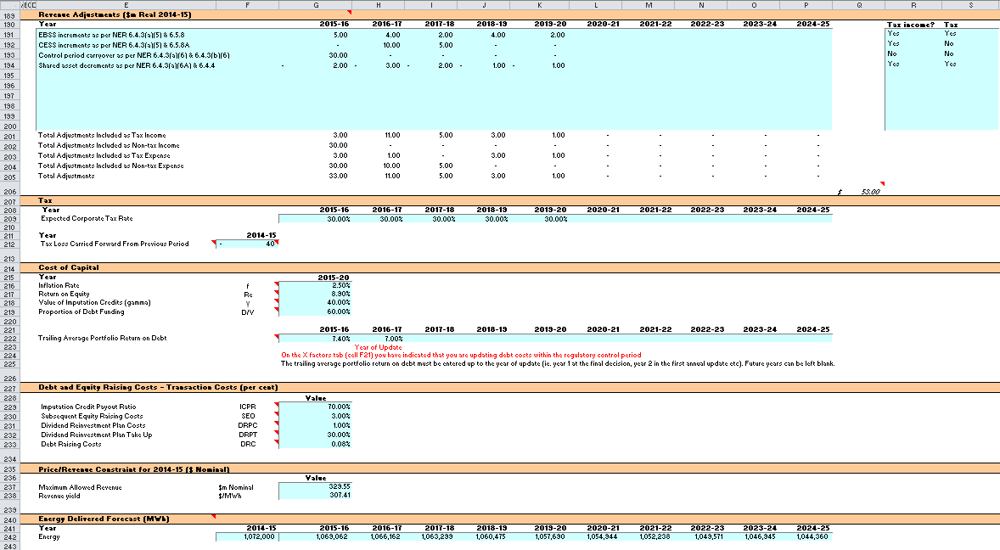 E F G H I J K L M N O P Q R S
189 Revenue Adjustments ($m Real 2014-15)
190 Year 2015-16 2016-17 2017-18 2018-19 2019-20 2020-21 2021-22 2022-23 2023-24 2024-25 Tax income? Tax
191 EBSS increments as per NER 6.4.3(a)(5) & 6.5.8 5.00 4.00 2.00 4.00 2.00 Yes Yes
192 CESS increments as per NER 6.4.3(a)(5) & 6.5.8A - 10.00 5.00 - - Yes No
193 Control period carryover as per NER 6.4.3(a)(6) & 6.4.3(b)(6) 30.00 - - - - No No
194 Shared asset decrements as per NER 6.4.3(a)(6A) & 6.4.4 - 2.00 - 3.00 - 2.00 - 1.00 - 1.00 Yes Yes
195
196
197
198
199
200
201 Total Adjustments Included as Tax Income 3.00 11.00 5.00 3.00 1.00 - - - - -
202 Total Adjustments Included as Non-tax Income 30.00 - - - - - - - - -
203 Total Adjustments Included as Tax Expense 3.00 1.00 - 3.00 1.00 - - - - -
204 Total Adjustments Included as Non-tax Expense 30.00 10.00 5.00 - - - - - - -
205 Total Adjustments 33.00 11.00 5.00 3.00 1.00 - - - - -
206 $ 53.00
207 Tax
208 Year 2015-16 2016-17 2017-18 2018-19 2019-20 2020-21 2021-22 2022-23 2023-24 2024-25
209 Expected Corporate Tax Rate 30.00% 30.00% 30.00% 30.00% 30.00%
210
211 Year 2014-15
212 Tax Loss Carried Forward From Previous Period - 40
213
214 Cost of Capital
215 Year 2015-20
216 Inflation Rate f 2.50%
217 Return on Equity Re 8.90%
218 Value of Imputation Credits (gamma) γ 40.00%
219 Proportion of Debt Funding D/V 60.00%
220
221 2015-16 2016-17 2017-18 2018-19 2019-20 2020-21 2021-22 2022-23 2023-24 2024-25
222 Trailing Average Portfolio Return on Debt 7.40% 7.00%
223 Year of Update
224 On the X factors tab (cell F21) you have indicated that you are updating debt costs within the regulatory control period.
225 The trailing average portfolio return on debt must be entered up to the year of update (ie. year 1 at the final decision, year 2 in the first annual update etc). Future years can be left blank.
226
227 Debt and Equity Raising Costs - Transaction Costs (per cent)
228 Value
229 Imputation Credit Payout Ratio ICPR 70.00%
230 Subsequent Equity Raising Costs SEO 3.00%
231 Dividend Reinvestment Plan Costs DRPC 1.00%
232 Dividend Reinvestment Plan Take Up DRPT 30.00%
233 Debt Raising Costs DRC 0.08%
234
235 Price/Revenue Constraint for 2014-15 ($ Nominal)
236 Value
237 Maximum Allowed Revenue $m Nominal 329.55
238 Revenue yield $/MWh 307.41
239
240 Energy Delivered Forecast (MWh)
241 Year 2014-15 2015-16 2016-17 2017-18 2018-19 2019-20 2020-21 2021-22 2022-23 2023-24 2024-25
242 Energy 1,072,000 1,069,062 1,066,162 1,063,299 1,060,475 1,057,690 1,054,944 1,052,238 1,049,571 1,046,945 1,044,360
243